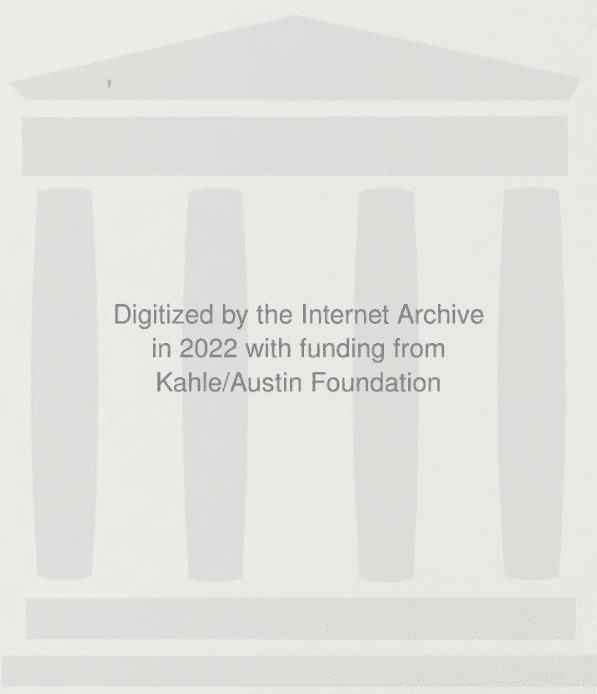 Digitized by the Internet Archive
in 2022 with funding from
Kahle/Austin Foundation